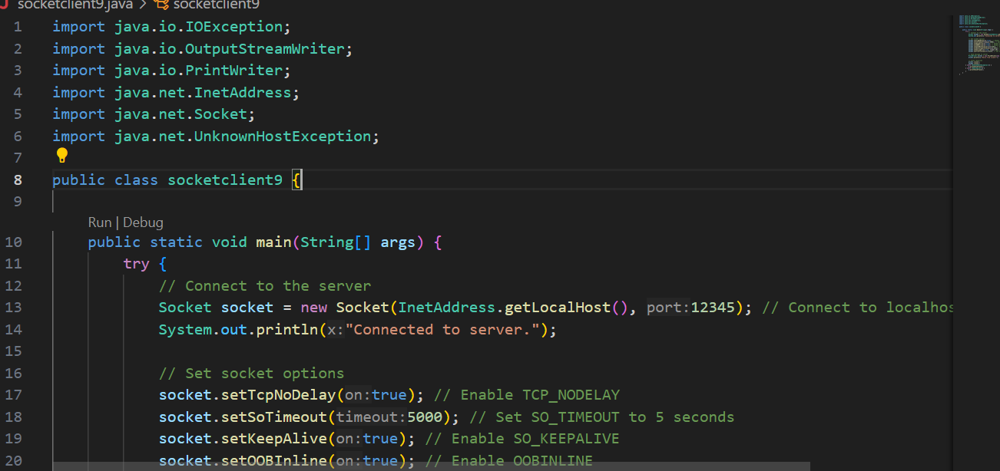 socketclient9.java > socketclient9
1 import java.io.IOException;
2 import java.io.OutputStreamWriter;
3 import java.io.PrintWriter;
4 import java.net.InetAddress;
5 import java.net.Socket;
6 import java.net.UnknownHostException;
7
8 public class socketclient9 {
9
Run | Debug
10 public static void main(String[] args) {
11 try {
12 // Connect to the server
13 Socket socket = new Socket(InetAddress.getLocalHost(), port:12345); // Connect to localhos
14 System.out.println(x:"Connected to server.");
15
16 // Set socket options
17 socket.setTcpNoDelay(on:true); // Enable TCP_NODELAY
18 socket.setSoTimeout(timeout:5000); // Set SO_TIMEOUT to 5 seconds
19 socket.setKeepAlive(on:true); // Enable SO_KEEPALIVE
20 socket.setOOBInline(on:true); // Enable OOBINLINE